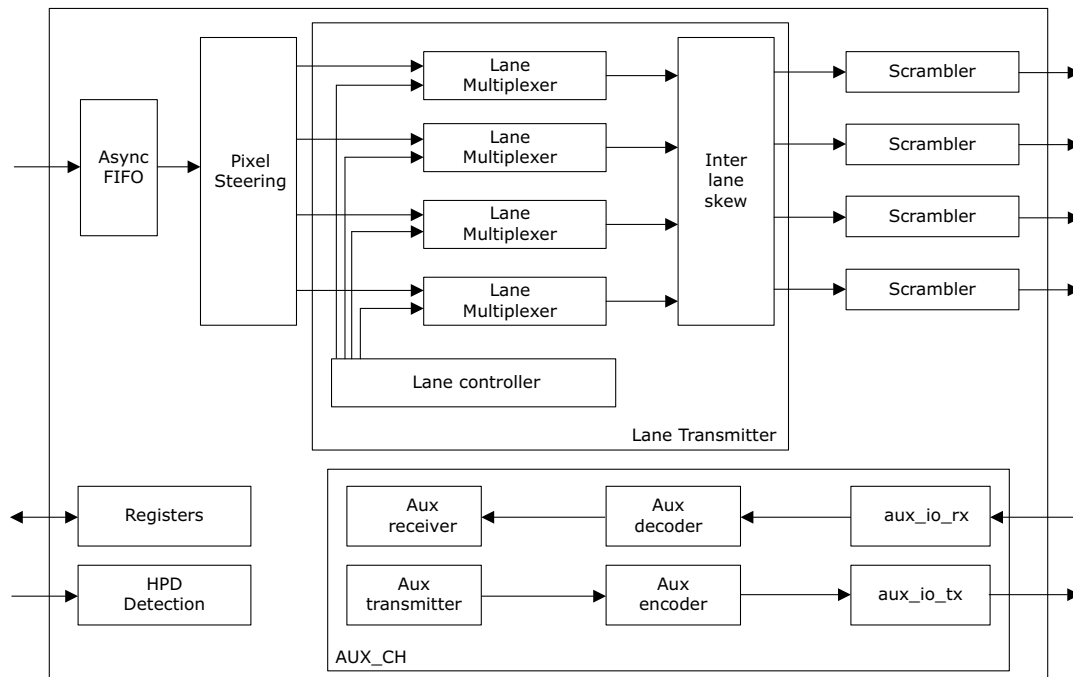 Async
FIFO
Pixel
Steering
Lane
Multiplexer
Lane
Multiplexer
Lane
Multiplexer
Lane
Multiplexer
Lane controller
Inter
lane
skew
Lane Transmitter
Scrambler
Scrambler
Scrambler
Scrambler
Registers
HPD
Detection
Aux
receiver
Aux
decoder
aux_io_rx
Aux
transmitter
Aux
encoder
aux_io_tx
AUX_CH